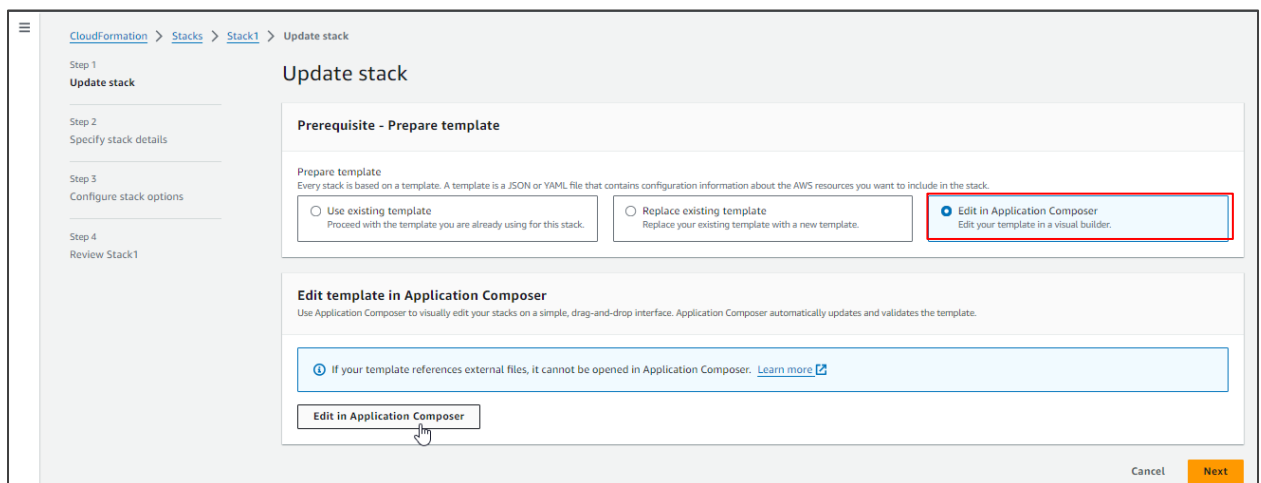 CloudFormation > Stacks > Stack1 > Update stack
Step 1
Update stack
Step 2
Specify stack details
Step 3
Configure stack options
Step 4
Review Stack1
Update stack
Prerequisite - Prepare template
Prepare template
Every stack is based on a template. A template is a JSON or YAML file that contains configuration information about the AWS resources you want to include in the stack.
Use existing template
Proceed with the template you are already using for this stack.
Replace existing template
Replace your existing template with a new template.
Edit in Application Composer
Edit your template in a visual builder.
Edit template in Application Composer
Use Application Composer to visually edit your stacks on a simple, drag-and-drop interface. Application Composer automatically updates and validates the template.
If your template references external files, it cannot be opened in Application Composer. Learn more
Edit in Application Composer
Cancel
Next